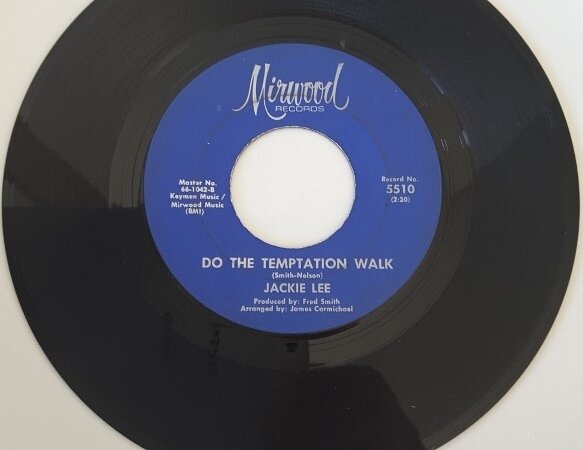 Mirwood
RECORDS
Master No.
66-1042-B
Keymen Music /
Mirwood Music
(BMI)
Record No.
5510
(2:20)
DO THE TEMPTATION WALK
(Smith-Nelson)
JACKIE LEE
Produced by: Fred Smith
Arranged by: James Carmichael